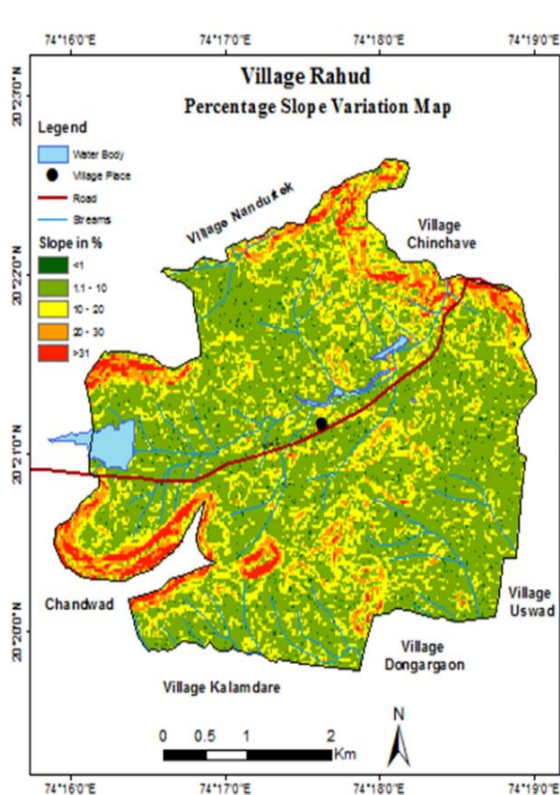 74°16'0"E 74°17'0"E 74°18'0"E 74°19'0"E
Village Rahud
Percentage Slope Variation Map
20°23'0"N
20°22'0"N
20°21'0"N
20°20'0"N
Legend
Water Body
Village Place
Road
Streams
Slope in %
<1
1.1 - 10
10 - 20
20 - 30
>31
Village Nandurtek
Village
Chinchave
Chandwad
Village
Uswad
Village
Dongargaon
Village Kalamdare
N
0 0.5 1 2
Km
74°16'0"E 74°17'0"E 74°18'0"E 74°19'0"E